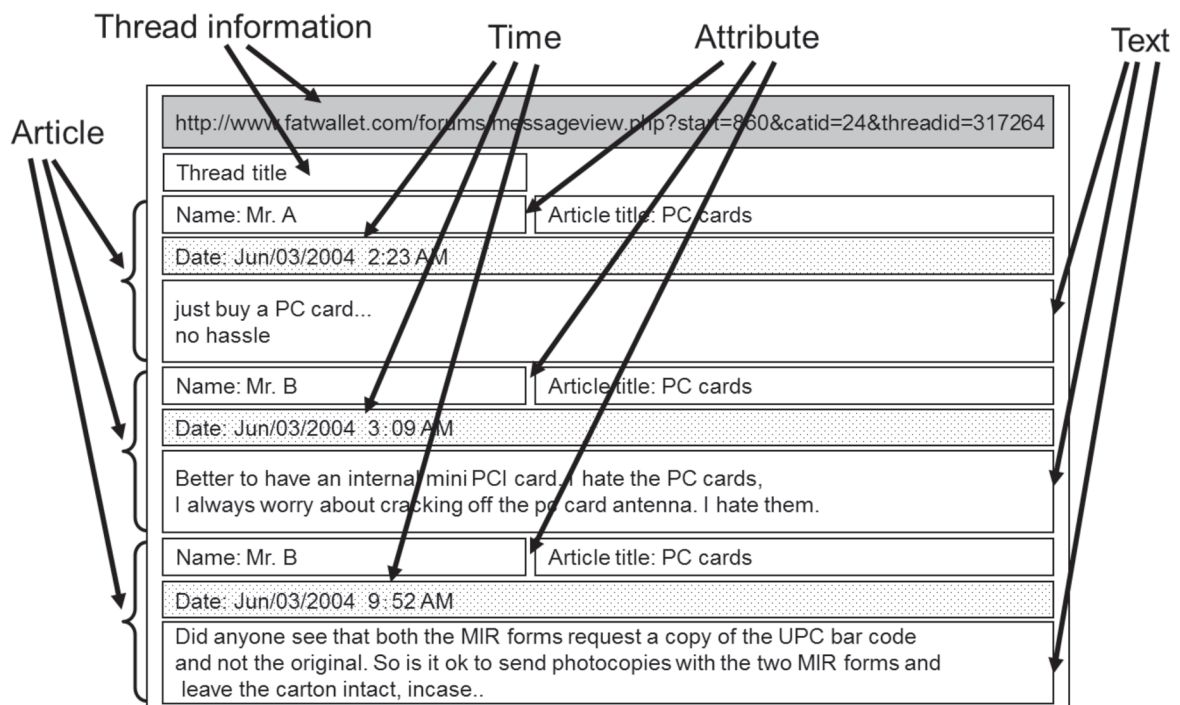 Thread information
Time
Attribute
Text
Article
http://www.fatwallet.com/forums/messageview.php?start=860&catid=24&threadid=317264
Thread title
Name: Mr. A
Article title: PC cards
Date: Jun/03/2004 2:23 AM
just buy a PC card...
no hassle
Name: Mr. B
Article title: PC cards
Date: Jun/03/2004 3:09 AM
Better to have an internal mini PCI card. I hate the PC cards,
I always worry about cracking off the pc card antenna. I hate them.
Name: Mr. B
Article title: PC cards
Date: Jun/03/2004 9:52 AM
Did anyone see that both the MIR forms request a copy of the UPC bar code
and not the original. So is it ok to send photocopies with the two MIR forms and
leave the carton intact, incase..